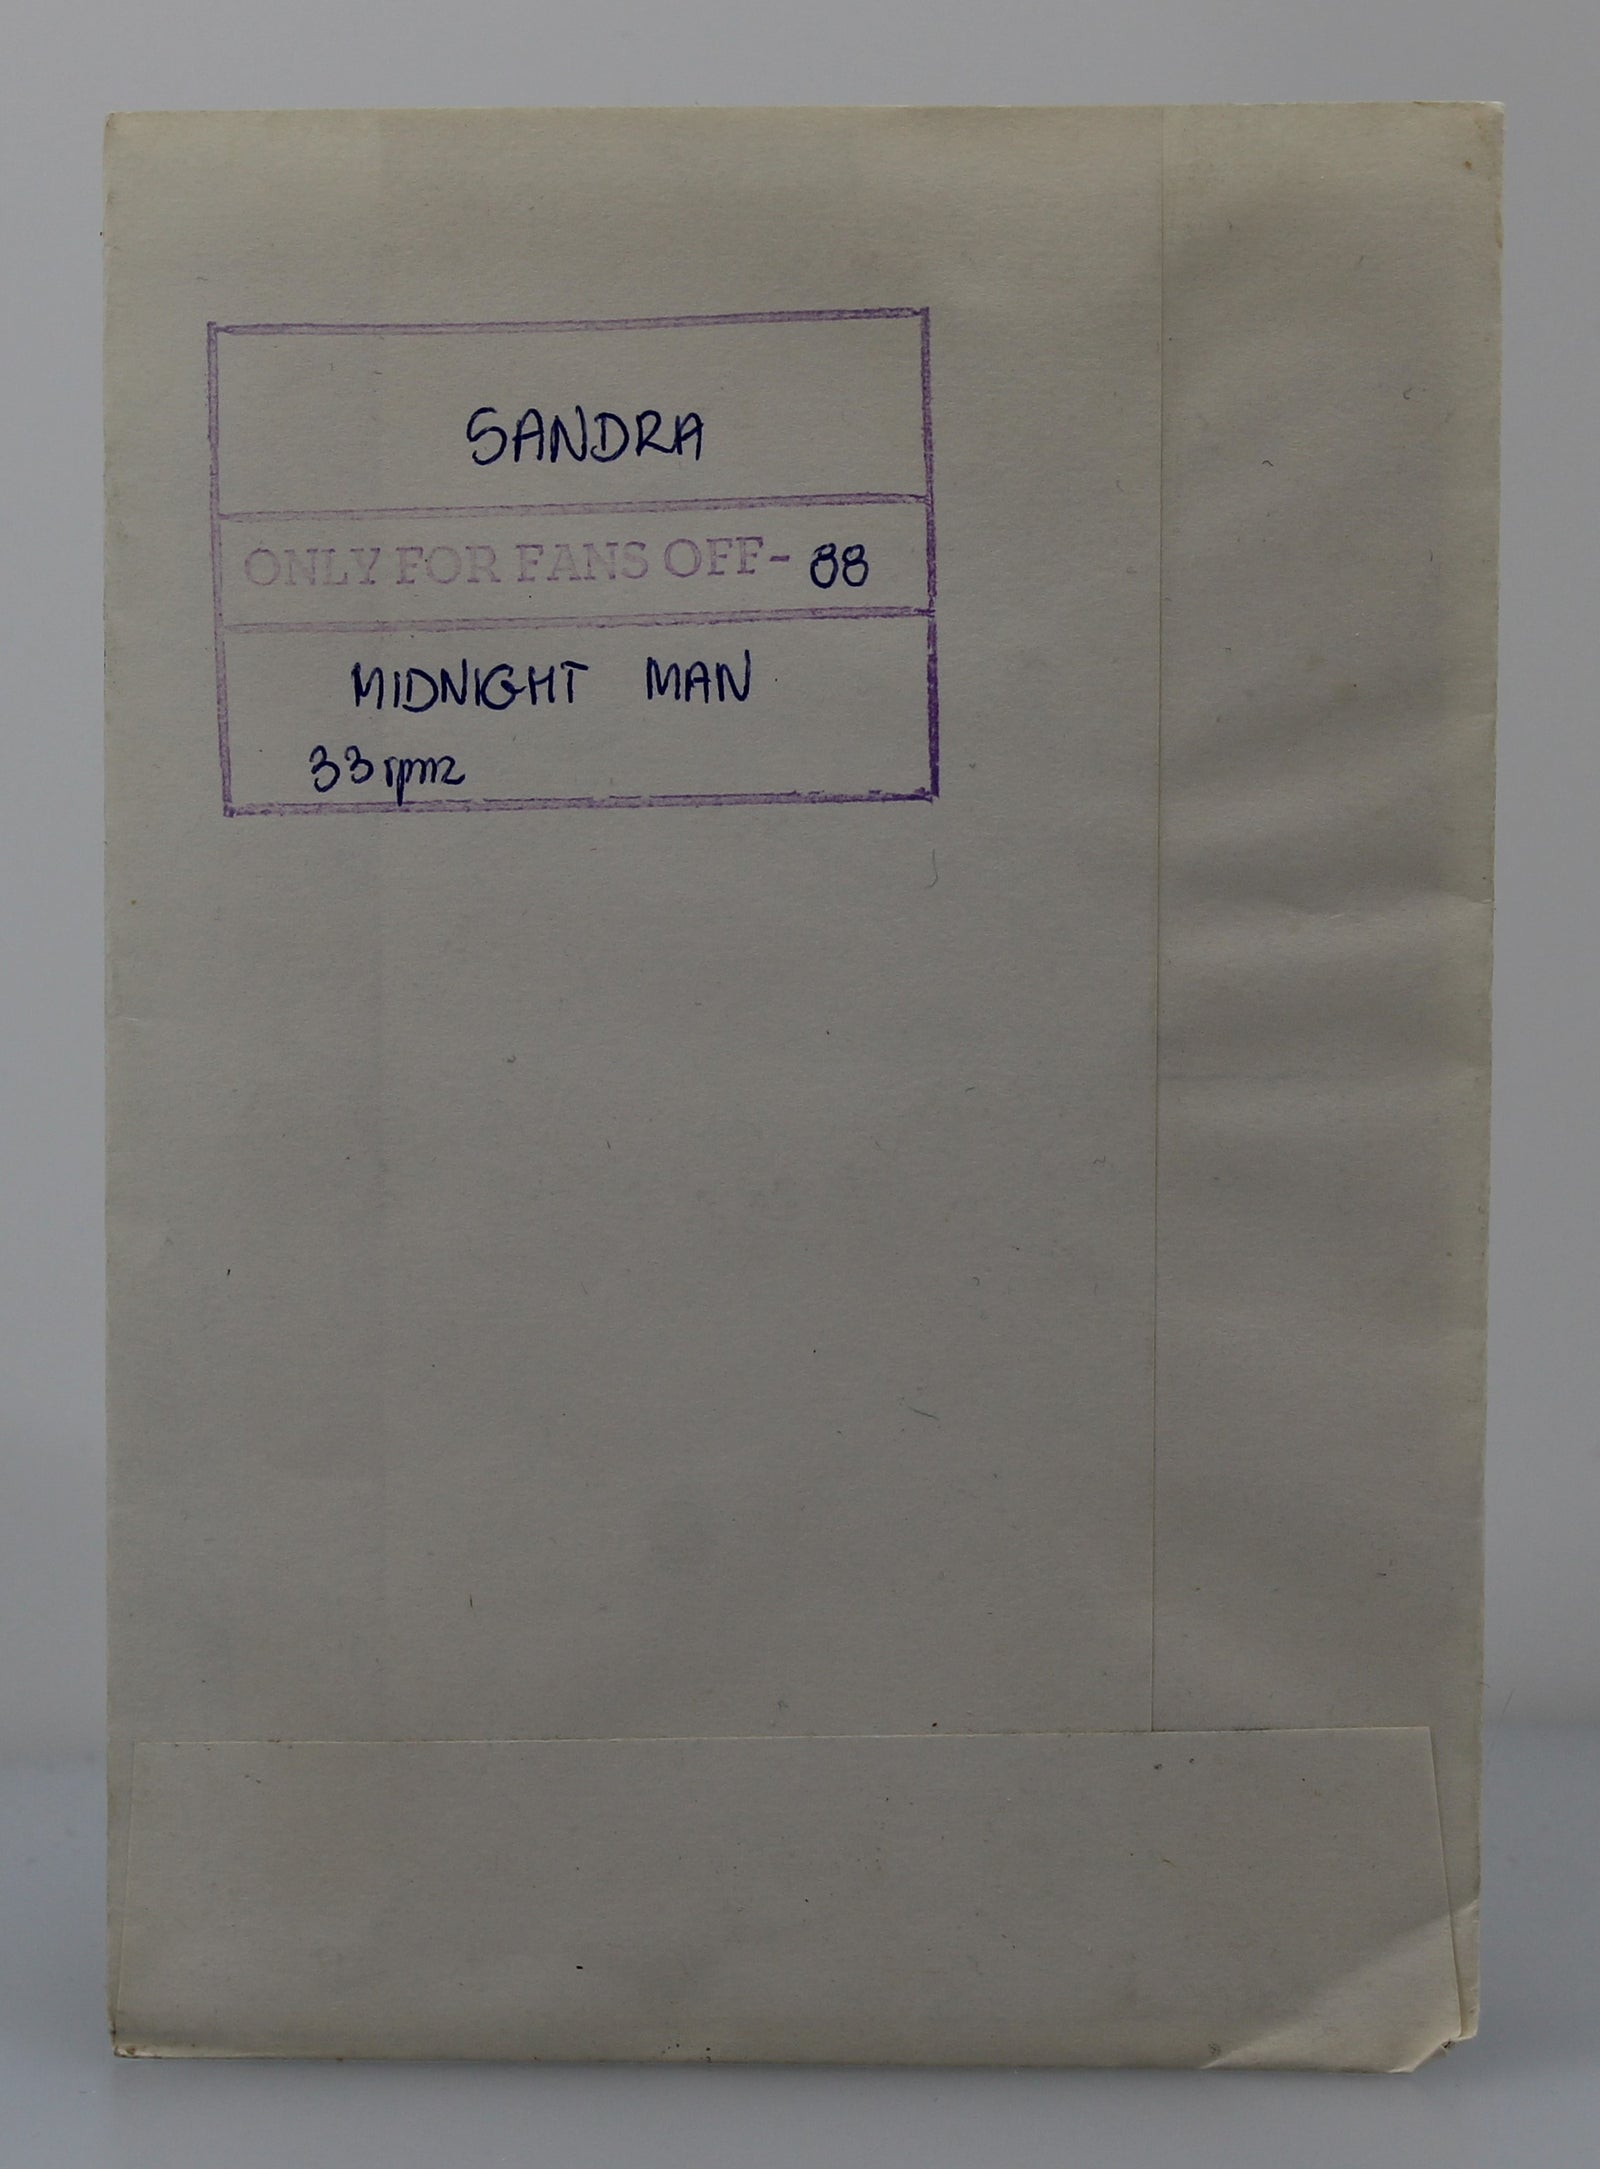 SANDRA
ONLY FOR FANS OFF- 88
MIDNIGHT MAN
33 rpm